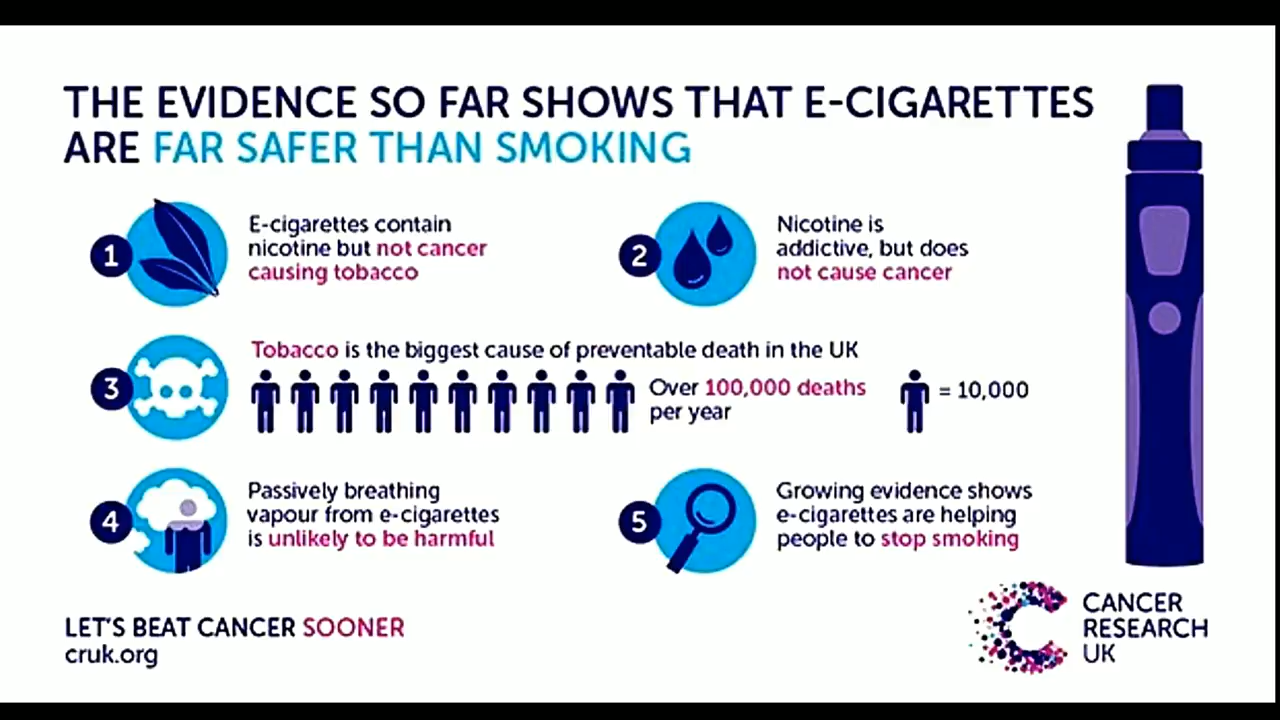 THE EVIDENCE SO FAR SHOWS THAT E-CIGARETTES
ARE FAR SAFER THAN SMOKING
1
E-cigarettes contain
nicotine but not cancer
causing tobacco
2
Nicotine is
addictive, but does
not cause cancer
3
Tobacco is the biggest cause of preventable death in the UK
Over 100,000 deaths
per year
= 10,000
4
Passively breathing
vapour from e-cigarettes
is unlikely to be harmful
5
Growing evidence shows
e-cigarettes are helping
people to stop smoking
LET'S BEAT CANCER SOONER
cruk.org
CANCER
RESEARCH
UK